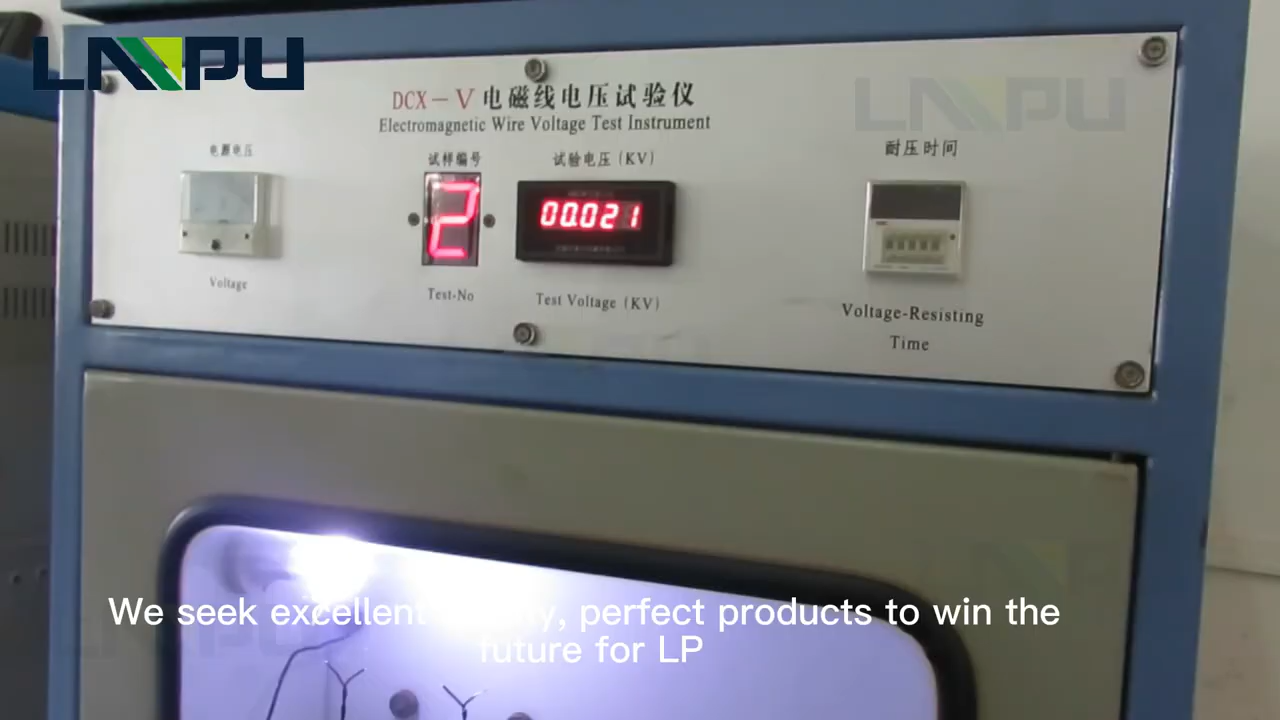 LANPU
DCX-V 电磁线电压试验仪
Electromagnetic Wire Voltage Test Instrument
LANPU
电源电压
试样编号
试验电压(KV)
耐压时间
2
00.021
Voltage
Test-No
Test Voltage (KV)
Voltage-Resisting
Time
We seek excellent perfect products to win the
future for LP